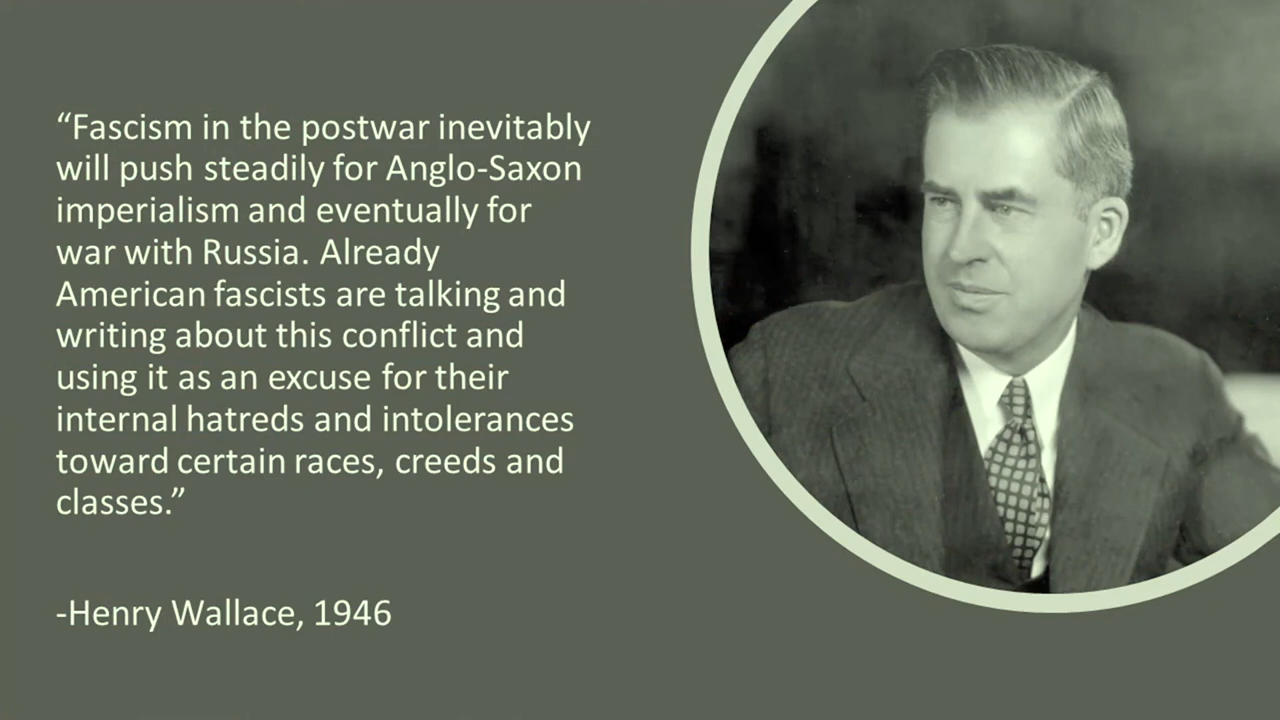 “Fascism in the postwar inevitably
will push steadily for Anglo-Saxon
imperialism and eventually for
war with Russia. Already
American fascists are talking and
writing about this conflict and
using it as an excuse for their
internal hatreds and intolerances
toward certain races, creeds and
classes.”
-Henry Wallace, 1946